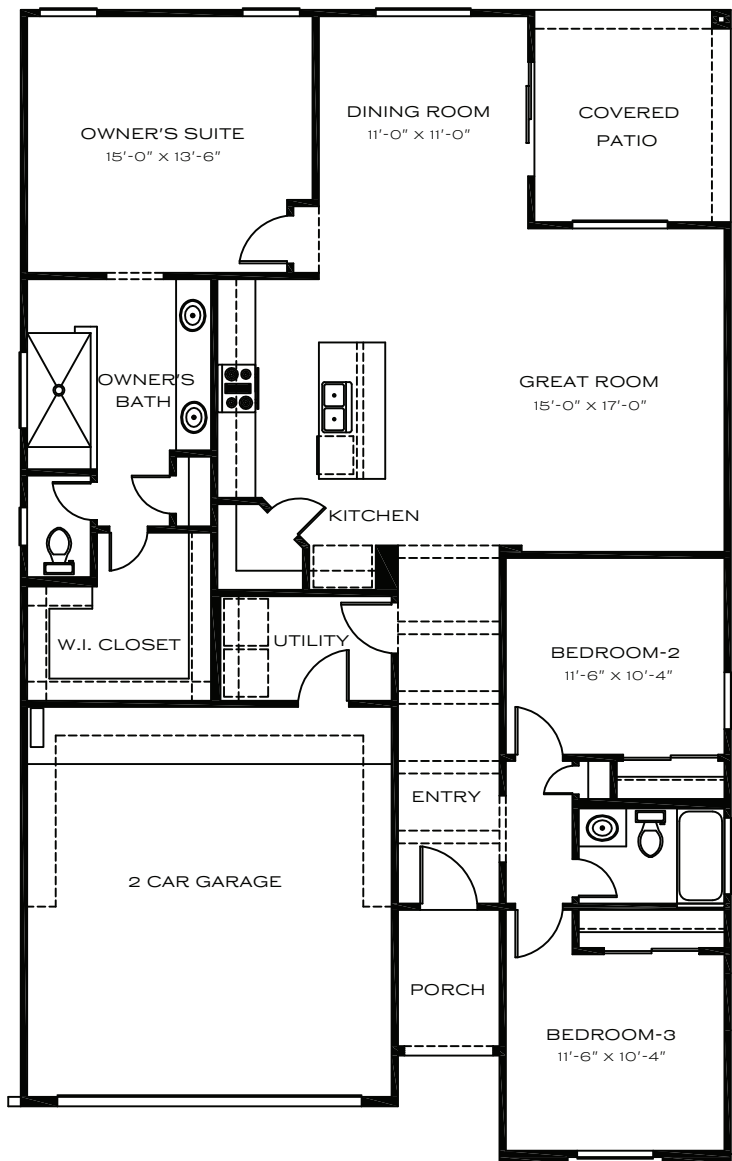 OWNER'S SUITE
15'-0" X 13'-6"
DINING ROOM
11'-0" X 11'-0"
COVERED
PATIO
OWNER'S
BATH
GREAT ROOM
15'-0" X 17'-0"
KITCHEN
W.I. CLOSET
UTILITY
BEDROOM-2
11'-6" X 10'-4"
ENTRY
2 CAR GARAGE
PORCH
BEDROOM-3
11'-6" X 10'-4"